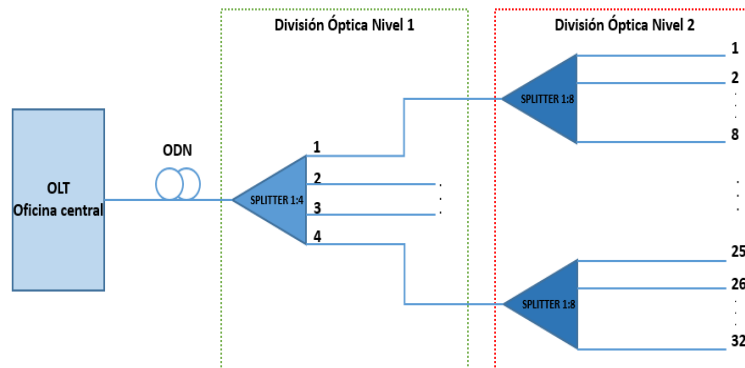 División Óptica Nivel 1
División Óptica Nivel 2
OLT
Oficina central
ODN
SPLITTER 1:4
1
2
3
4
SPLITTER 1:8
1
2
8
SPLITTER 1:8
25
26
32